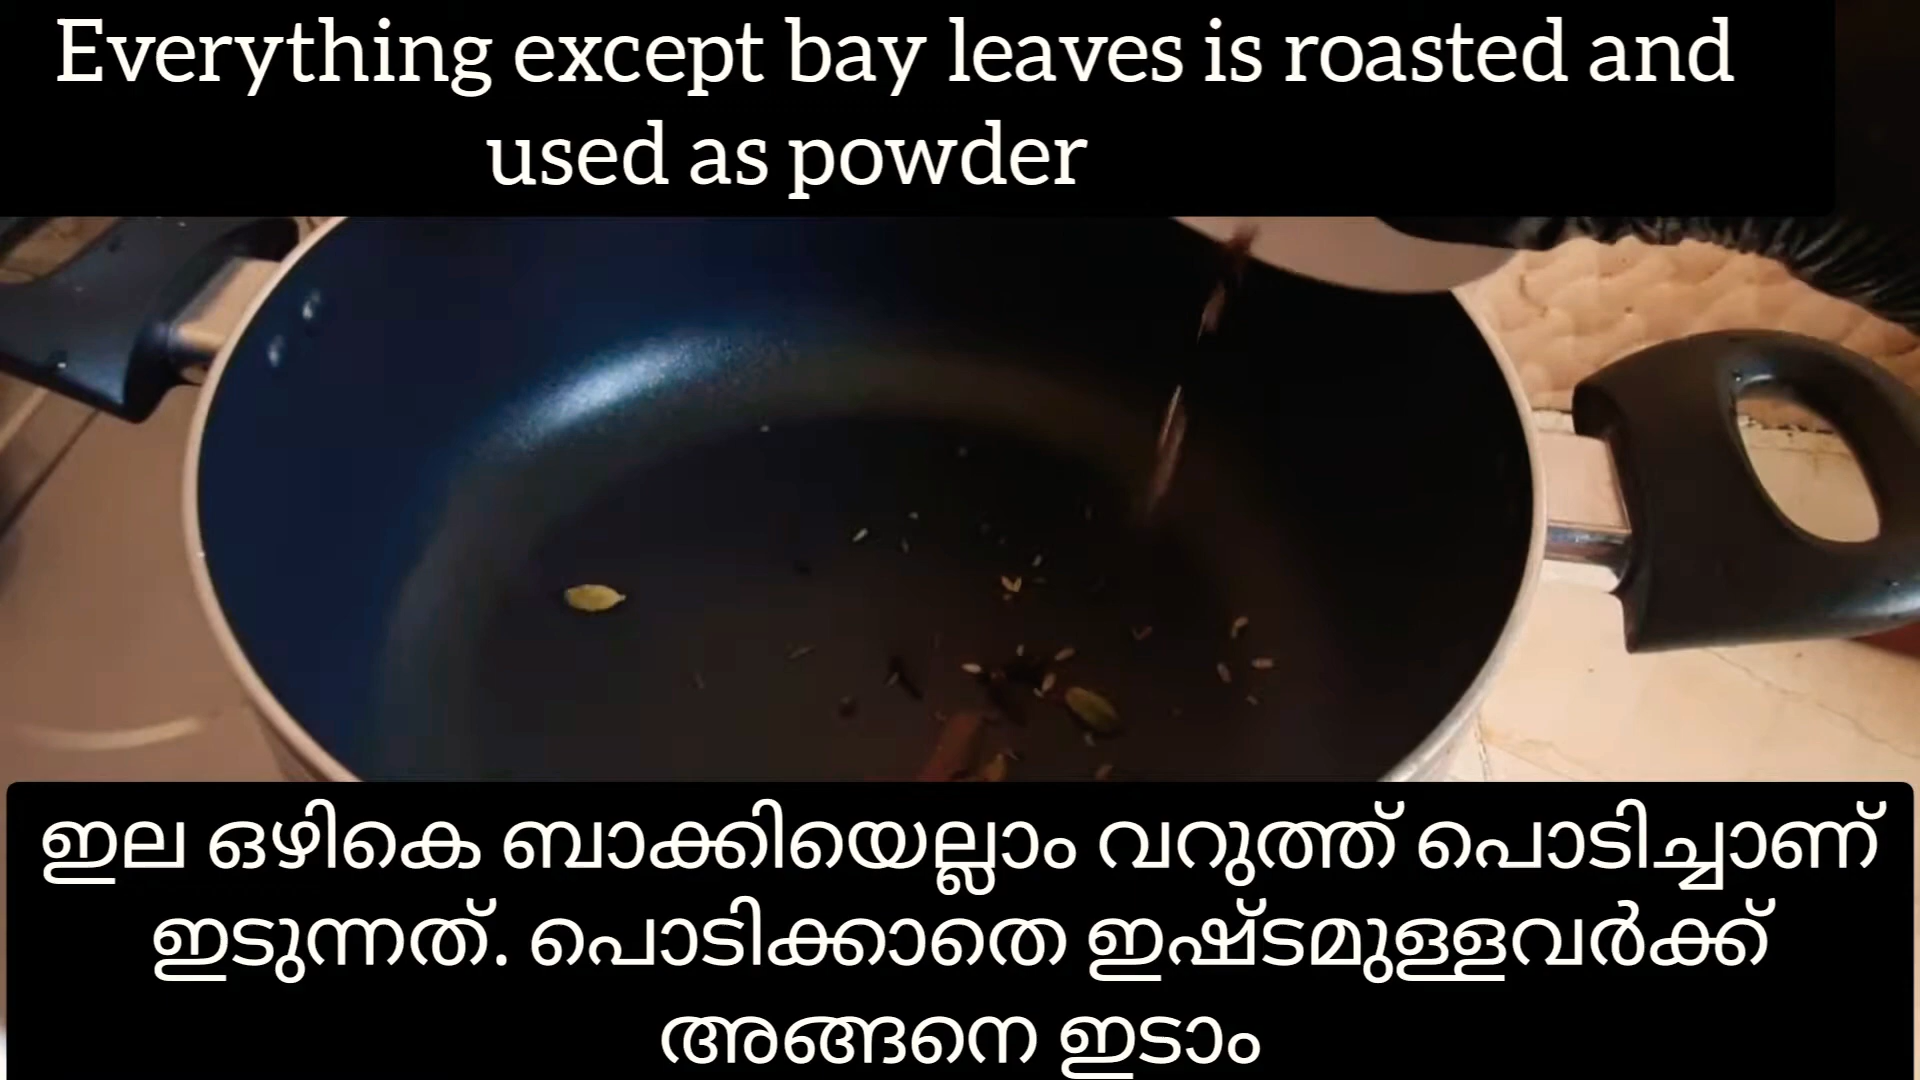 Everything except bay leaves is roasted and
used as powder
ഇല ഒഴികെ ബാക്കിയെല്ലാം വറുത്ത് പൊടിച്ചാണ്
ഇടുന്നത്. പൊടിക്കാതെ ഇഷ്ടമുള്ളവർക്ക്
അങ്ങനെ ഇടാം